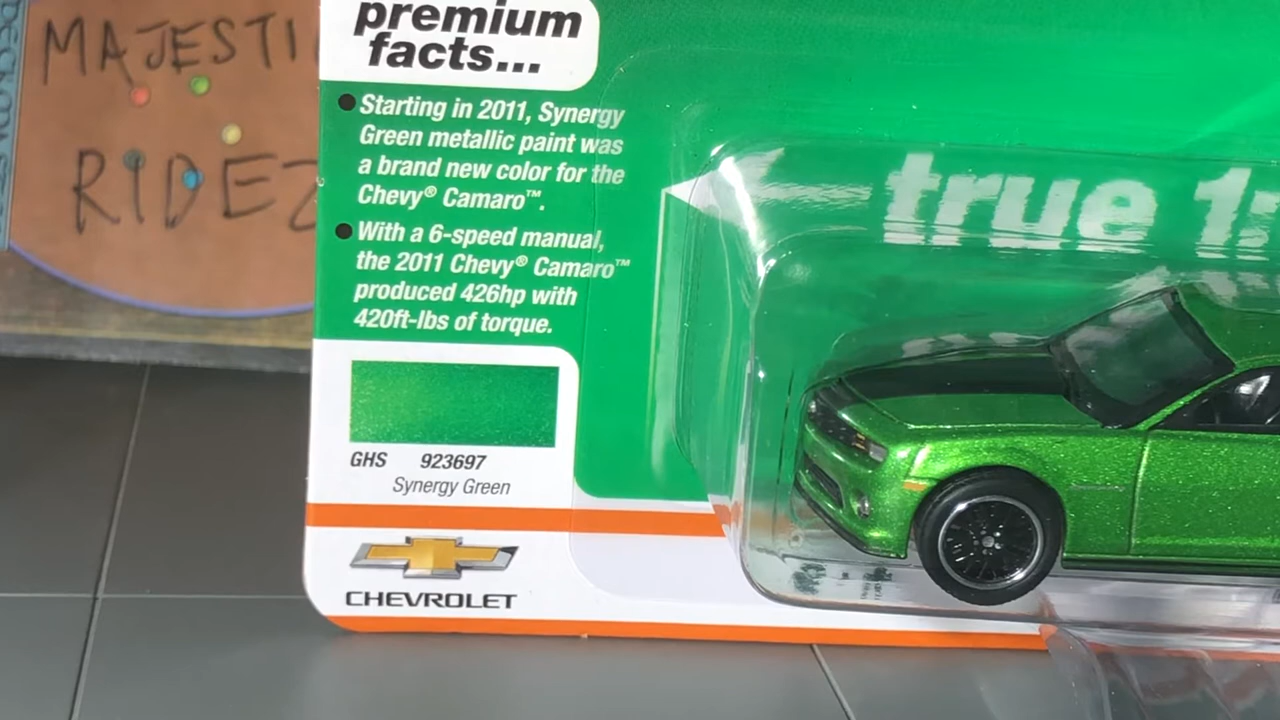 MAJESTI
RIDEZ
premium
facts...
Starting in 2011, Synergy
Green metallic paint was
a brand new color for the
Chevy® Camaro™.
With a 6-speed manual,
the 2011 Chevy® Camaro™
produced 426hp with
420ft-lbs of torque.
GHS 923697
Synergy Green
CHEVROLET
true 1: